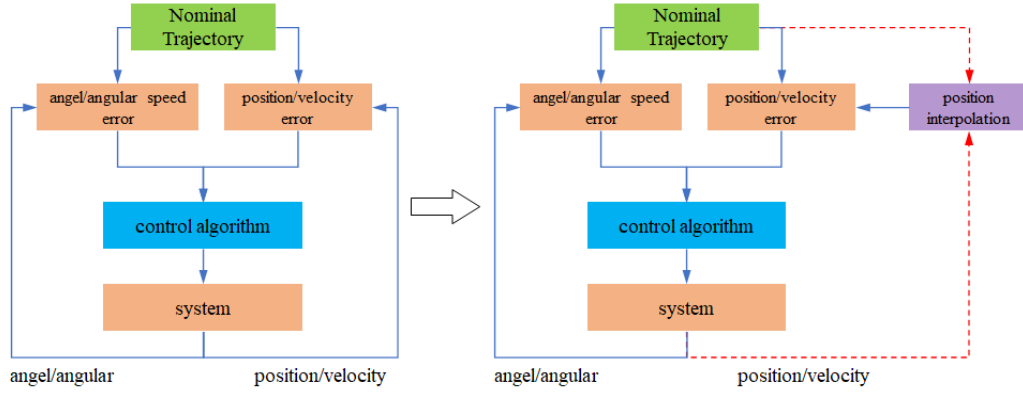 Nominal
Trajectory
angel/angular speed
error
position/velocity
error
control algorithm
system
angel/angular
position/velocity
Nominal
Trajectory
angel/angular speed
error
position/velocity
error
position
interpolation
control algorithm
system
angel/angular
position/velocity